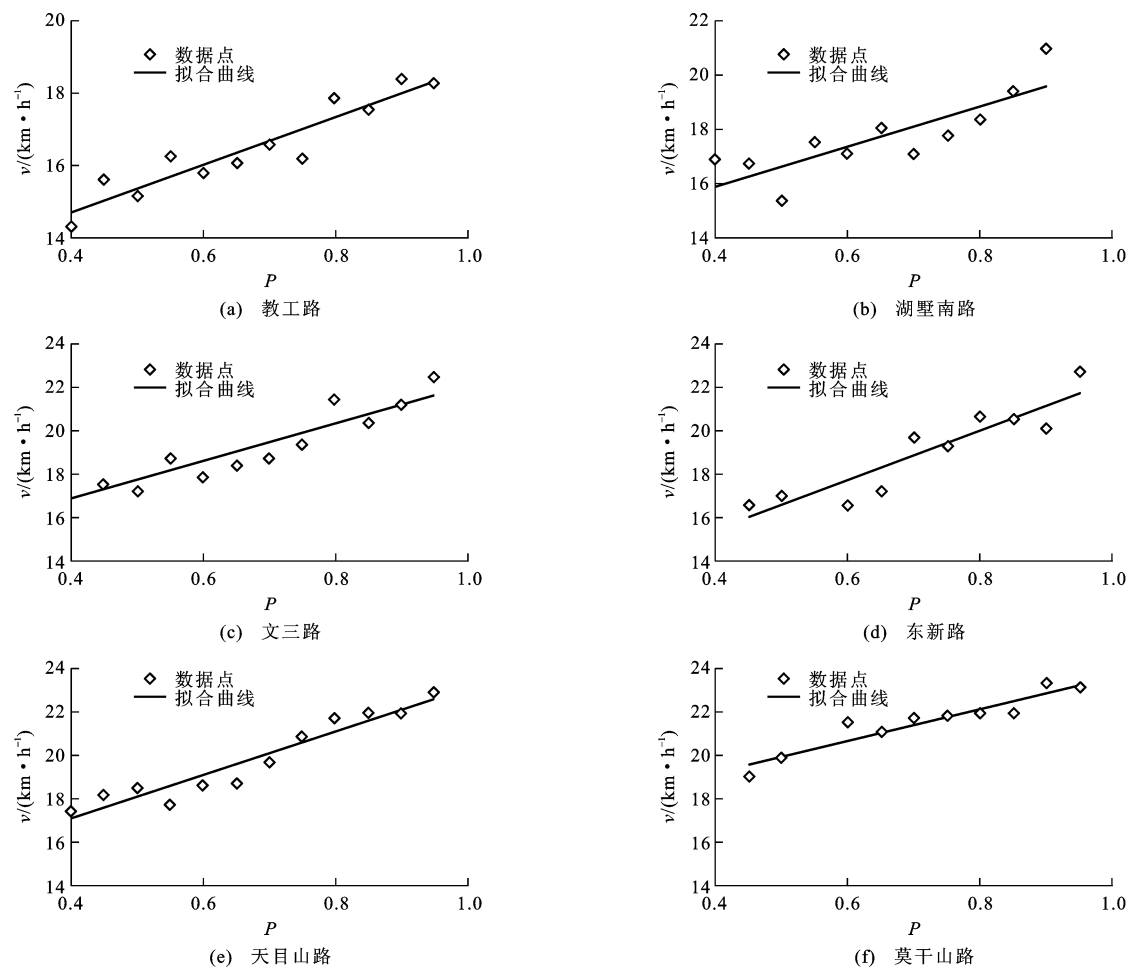 20
18
16
14
v/(km·h⁻¹)
数据点
拟合曲线
0.4 0.6 0.8 1.0
P
(a) 教工路
22
20
18
16
14
v/(km·h⁻¹)
数据点
拟合曲线
0.4 0.6 0.8 1.0
P
(b) 湖墅南路
24
22
20
18
16
14
v/(km·h⁻¹)
数据点
拟合曲线
0.4 0.6 0.8 1.0
P
(c) 文三路
24
22
20
18
16
14
v/(km·h⁻¹)
数据点
拟合曲线
0.4 0.6 0.8 1.0
P
(d) 东新路
24
22
20
18
16
14
v/(km·h⁻¹)
数据点
拟合曲线
0.4 0.6 0.8 1.0
P
(e) 天目山路
24
22
20
18
16
14
v/(km·h⁻¹)
数据点
拟合曲线
0.4 0.6 0.8 1.0
P
(f) 莫干山路